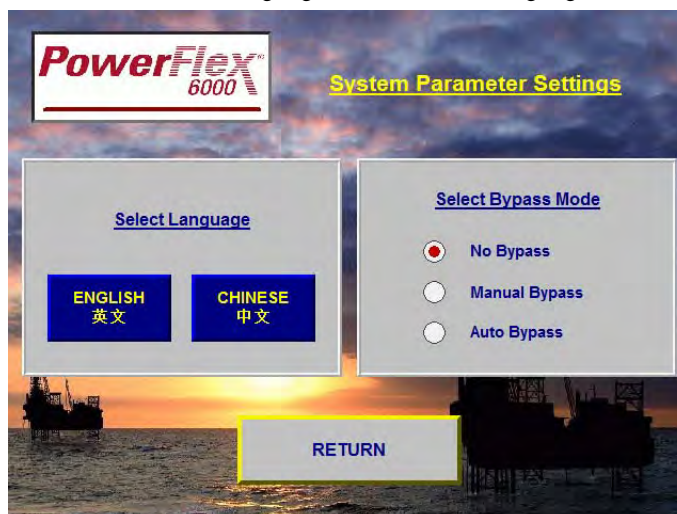 PowerFlex
6000
System Parameter Settings
Select Language
ENGLISH
英文
CHINESE
中文
Select Bypass Mode
No Bypass
Manual Bypass
Auto Bypass
RETURN